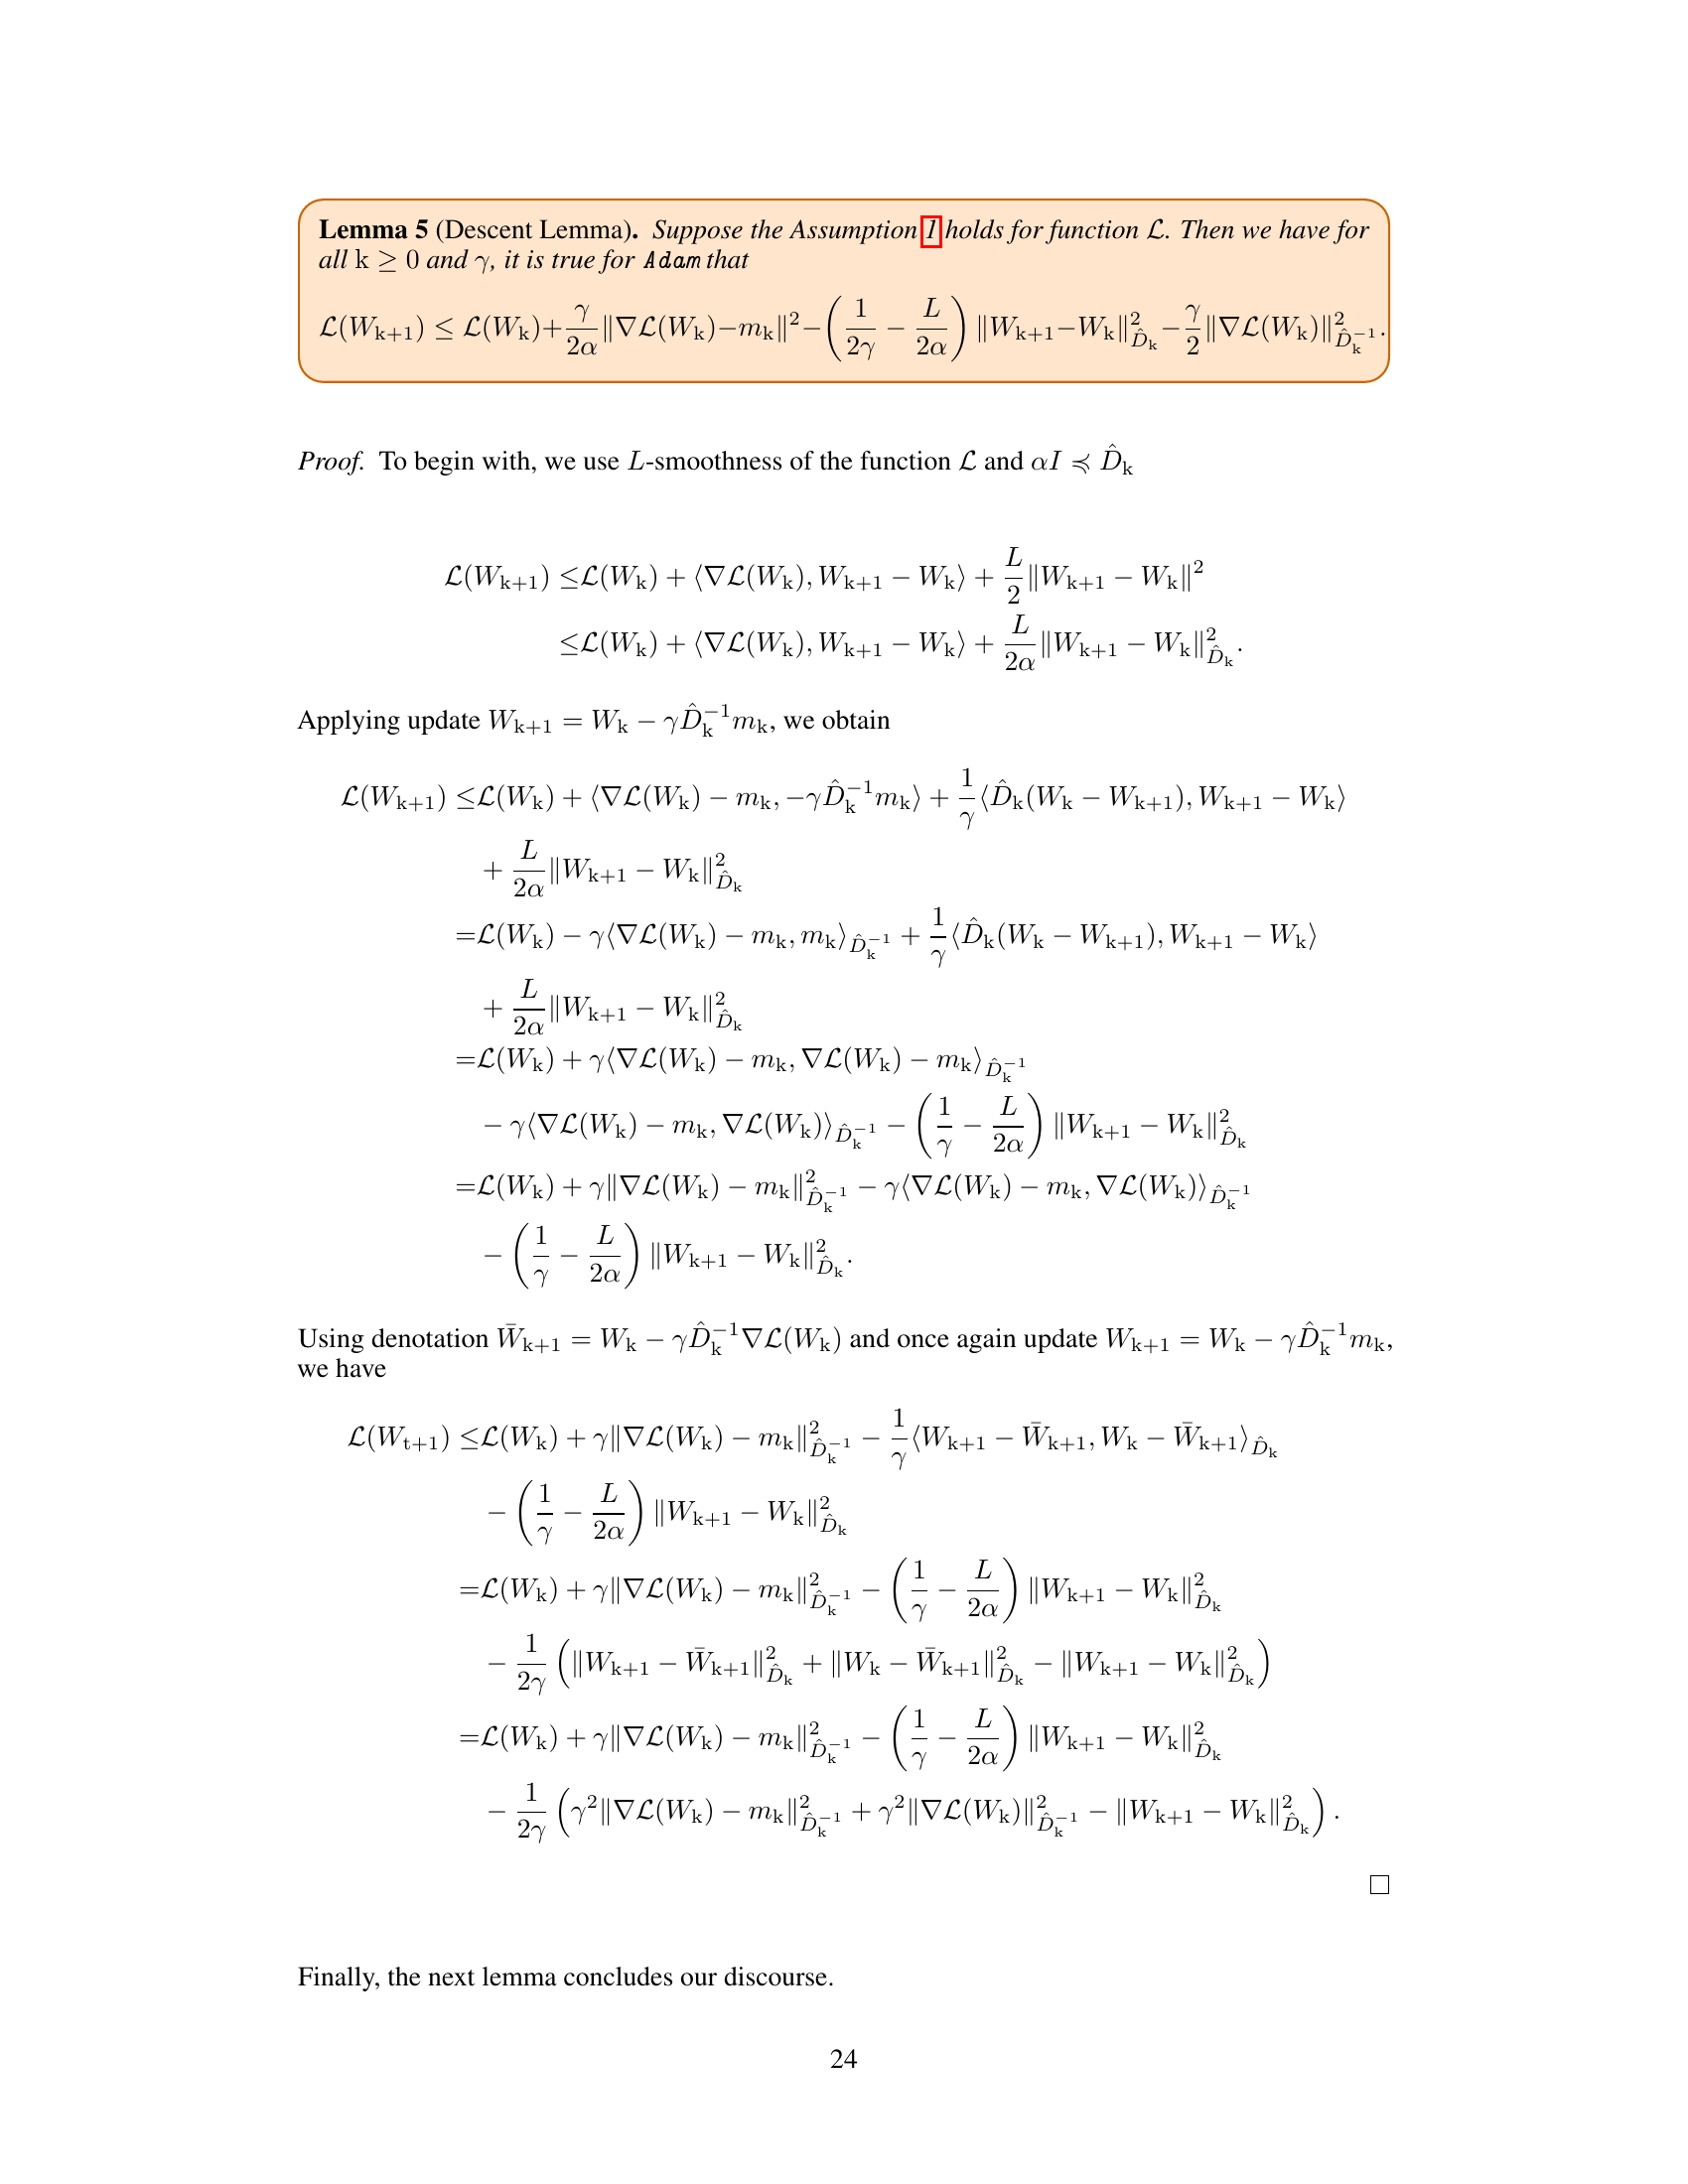 Lemma 5 (Descent Lemma). Suppose the Assumption 1 holds for function $\mathcal{L}$. Then we have for
all $\mathrm{k} \geq 0$ and $\gamma$, it is true for Adam that
$\mathcal{L}(W_{\mathrm{k}+1}) \leq \mathcal{L}(W_{\mathrm{k}}) + \frac{\gamma}{2\alpha}\|\nabla\mathcal{L}(W_{\mathrm{k}}) - m_{\mathrm{k}}\|^2 - \left(\frac{1}{2\gamma} - \frac{L}{2\alpha}\right)\|W_{\mathrm{k}+1} - W_{\mathrm{k}}\|^2_{\hat{D}_{\mathrm{k}}} - \frac{\gamma}{2}\|\nabla\mathcal{L}(W_{\mathrm{k}})\|^2_{\hat{D}_{\mathrm{k}}^{-1}}.$
Proof. To begin with, we use $L$-smoothness of the function $\mathcal{L}$ and $\alpha I \preccurlyeq \hat{D}_{\mathrm{k}}$
$\mathcal{L}(W_{\mathrm{k}+1}) \leq \mathcal{L}(W_{\mathrm{k}}) + \langle\nabla\mathcal{L}(W_{\mathrm{k}}), W_{\mathrm{k}+1} - W_{\mathrm{k}}\rangle + \frac{L}{2}\|W_{\mathrm{k}+1} - W_{\mathrm{k}}\|^2$
$\leq \mathcal{L}(W_{\mathrm{k}}) + \langle\nabla\mathcal{L}(W_{\mathrm{k}}), W_{\mathrm{k}+1} - W_{\mathrm{k}}\rangle + \frac{L}{2\alpha}\|W_{\mathrm{k}+1} - W_{\mathrm{k}}\|^2_{\hat{D}_{\mathrm{k}}}.$
Applying update $W_{\mathrm{k}+1} = W_{\mathrm{k}} - \gamma\hat{D}_{\mathrm{k}}^{-1}m_{\mathrm{k}}$, we obtain
$\mathcal{L}(W_{\mathrm{k}+1}) \leq \mathcal{L}(W_{\mathrm{k}}) + \langle\nabla\mathcal{L}(W_{\mathrm{k}}) - m_{\mathrm{k}}, -\gamma\hat{D}_{\mathrm{k}}^{-1}m_{\mathrm{k}}\rangle + \frac{1}{\gamma}\langle\hat{D}_{\mathrm{k}}(W_{\mathrm{k}} - W_{\mathrm{k}+1}), W_{\mathrm{k}+1} - W_{\mathrm{k}}\rangle$
$+ \frac{L}{2\alpha}\|W_{\mathrm{k}+1} - W_{\mathrm{k}}\|^2_{\hat{D}_{\mathrm{k}}}$
$= \mathcal{L}(W_{\mathrm{k}}) - \gamma\langle\nabla\mathcal{L}(W_{\mathrm{k}}) - m_{\mathrm{k}}, m_{\mathrm{k}}\rangle_{\hat{D}_{\mathrm{k}}^{-1}} + \frac{1}{\gamma}\langle\hat{D}_{\mathrm{k}}(W_{\mathrm{k}} - W_{\mathrm{k}+1}), W_{\mathrm{k}+1} - W_{\mathrm{k}}\rangle$
$+ \frac{L}{2\alpha}\|W_{\mathrm{k}+1} - W_{\mathrm{k}}\|^2_{\hat{D}_{\mathrm{k}}}$
$= \mathcal{L}(W_{\mathrm{k}}) + \gamma\langle\nabla\mathcal{L}(W_{\mathrm{k}}) - m_{\mathrm{k}}, \nabla\mathcal{L}(W_{\mathrm{k}}) - m_{\mathrm{k}}\rangle_{\hat{D}_{\mathrm{k}}^{-1}}$
$- \gamma\langle\nabla\mathcal{L}(W_{\mathrm{k}}) - m_{\mathrm{k}}, \nabla\mathcal{L}(W_{\mathrm{k}})\rangle_{\hat{D}_{\mathrm{k}}^{-1}} - \left(\frac{1}{\gamma} - \frac{L}{2\alpha}\right)\|W_{\mathrm{k}+1} - W_{\mathrm{k}}\|^2_{\hat{D}_{\mathrm{k}}}$
$= \mathcal{L}(W_{\mathrm{k}}) + \gamma\|\nabla\mathcal{L}(W_{\mathrm{k}}) - m_{\mathrm{k}}\|^2_{\hat{D}_{\mathrm{k}}^{-1}} - \gamma\langle\nabla\mathcal{L}(W_{\mathrm{k}}) - m_{\mathrm{k}}, \nabla\mathcal{L}(W_{\mathrm{k}})\rangle_{\hat{D}_{\mathrm{k}}^{-1}}$
$- \left(\frac{1}{\gamma} - \frac{L}{2\alpha}\right)\|W_{\mathrm{k}+1} - W_{\mathrm{k}}\|^2_{\hat{D}_{\mathrm{k}}}.$
Using denotation $\bar{W}_{\mathrm{k}+1} = W_{\mathrm{k}} - \gamma\hat{D}_{\mathrm{k}}^{-1}\nabla\mathcal{L}(W_{\mathrm{k}})$ and once again update $W_{\mathrm{k}+1} = W_{\mathrm{k}} - \gamma\hat{D}_{\mathrm{k}}^{-1}m_{\mathrm{k}}$,
we have
$\mathcal{L}(W_{\mathrm{t}+1}) \leq \mathcal{L}(W_{\mathrm{k}}) + \gamma\|\nabla\mathcal{L}(W_{\mathrm{k}}) - m_{\mathrm{k}}\|^2_{\hat{D}_{\mathrm{k}}^{-1}} - \frac{1}{\gamma}\langle W_{\mathrm{k}+1} - \bar{W}_{\mathrm{k}+1}, W_{\mathrm{k}} - \bar{W}_{\mathrm{k}+1}\rangle_{\hat{D}_{\mathrm{k}}}$
$- \left(\frac{1}{\gamma} - \frac{L}{2\alpha}\right)\|W_{\mathrm{k}+1} - W_{\mathrm{k}}\|^2_{\hat{D}_{\mathrm{k}}}$
$= \mathcal{L}(W_{\mathrm{k}}) + \gamma\|\nabla\mathcal{L}(W_{\mathrm{k}}) - m_{\mathrm{k}}\|^2_{\hat{D}_{\mathrm{k}}^{-1}} - \left(\frac{1}{\gamma} - \frac{L}{2\alpha}\right)\|W_{\mathrm{k}+1} - W_{\mathrm{k}}\|^2_{\hat{D}_{\mathrm{k}}}$
$- \frac{1}{2\gamma}\left(\|W_{\mathrm{k}+1} - \bar{W}_{\mathrm{k}+1}\|^2_{\hat{D}_{\mathrm{k}}} + \|W_{\mathrm{k}} - \bar{W}_{\mathrm{k}+1}\|^2_{\hat{D}_{\mathrm{k}}} - \|W_{\mathrm{k}+1} - W_{\mathrm{k}}\|^2_{\hat{D}_{\mathrm{k}}}\right)$
$= \mathcal{L}(W_{\mathrm{k}}) + \gamma\|\nabla\mathcal{L}(W_{\mathrm{k}}) - m_{\mathrm{k}}\|^2_{\hat{D}_{\mathrm{k}}^{-1}} - \left(\frac{1}{\gamma} - \frac{L}{2\alpha}\right)\|W_{\mathrm{k}+1} - W_{\mathrm{k}}\|^2_{\hat{D}_{\mathrm{k}}}$
$- \frac{1}{2\gamma}\left(\gamma^2\|\nabla\mathcal{L}(W_{\mathrm{k}}) - m_{\mathrm{k}}\|^2_{\hat{D}_{\mathrm{k}}^{-1}} + \gamma^2\|\nabla\mathcal{L}(W_{\mathrm{k}})\|^2_{\hat{D}_{\mathrm{k}}^{-1}} - \|W_{\mathrm{k}+1} - W_{\mathrm{k}}\|^2_{\hat{D}_{\mathrm{k}}}\right).$
□
Finally, the next lemma concludes our discourse.
24